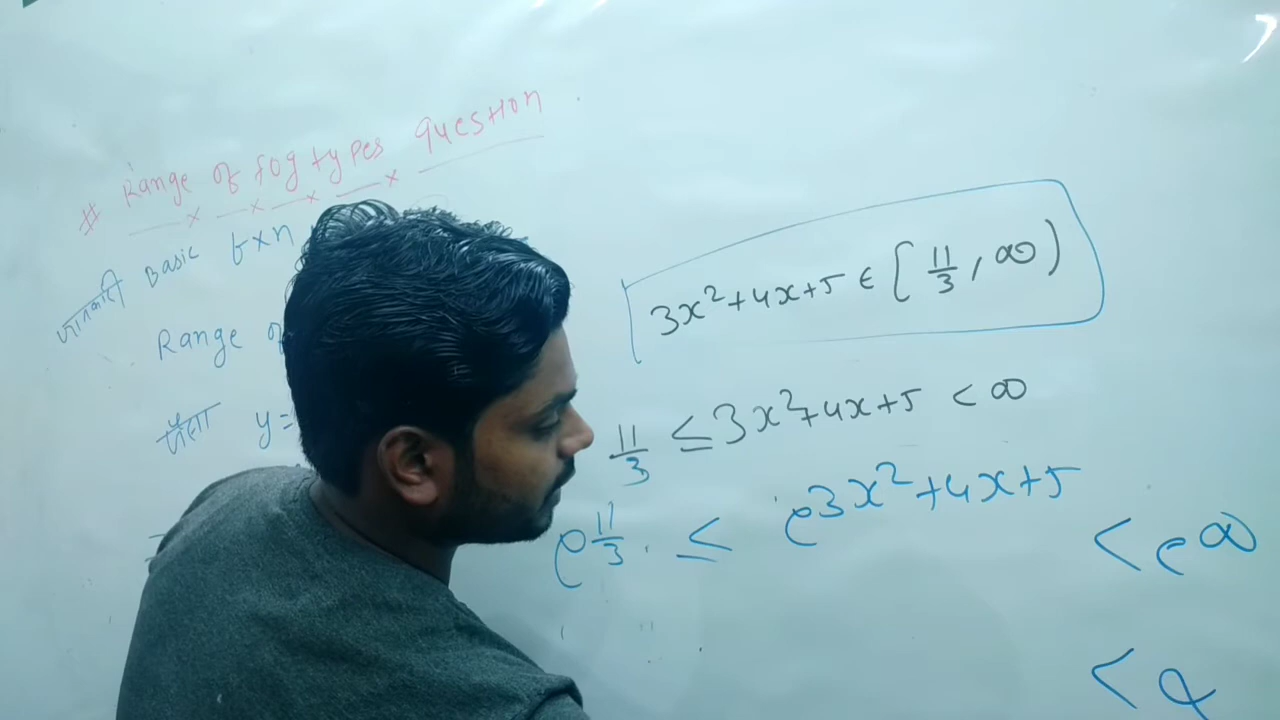 # Range of fog types question
जानकारी Basic fxn
Range of
जैसा y=
3x²+4x+5 ∈ [11/3, ∞)
11/3 ≤ 3x²+4x+5 < ∞
e^11/3 ≤ e^3x²+4x+5 < e^∞
<